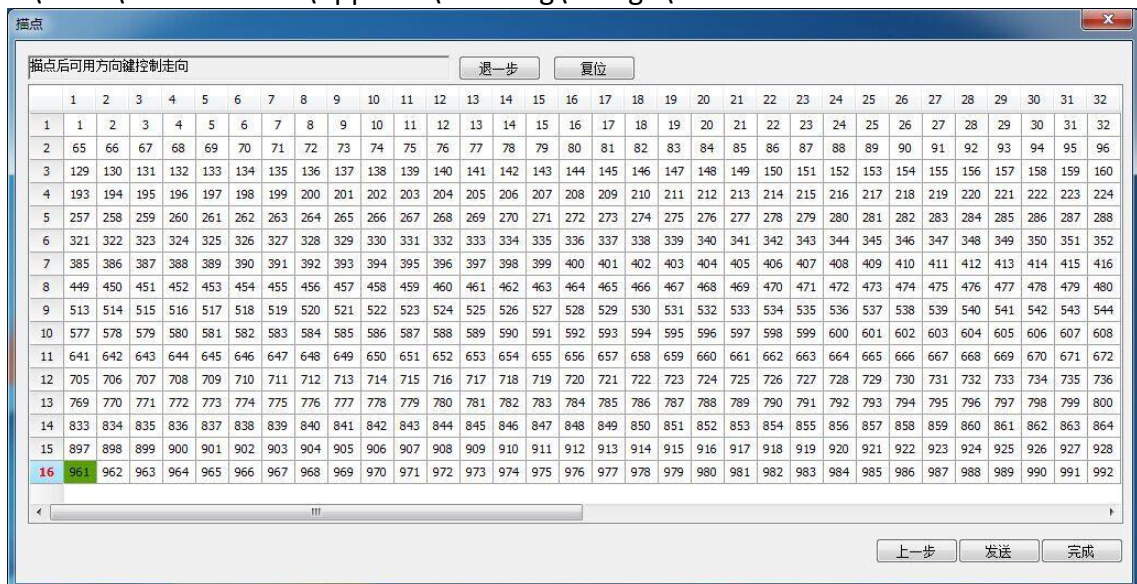 描点
描点后可用方向键控制走向 退一步 复位
1 2 3 4 5 6 7 8 9 10 11 12 13 14 15 16 17 18 19 20 21 22 23 24 25 26 27 28 29 30 31 32
1 1 2 3 4 5 6 7 8 9 10 11 12 13 14 15 16 17 18 19 20 21 22 23 24 25 26 27 28 29 30 31 32
2 65 66 67 68 69 70 71 72 73 74 75 76 77 78 79 80 81 82 83 84 85 86 87 88 89 90 91 92 93 94 95 96
3 129 130 131 132 133 134 135 136 137 138 139 140 141 142 143 144 145 146 147 148 149 150 151 152 153 154 155 156 157 158 159 160
4 193 194 195 196 197 198 199 200 201 202 203 204 205 206 207 208 209 210 211 212 213 214 215 216 217 218 219 220 221 222 223 224
5 257 258 259 260 261 262 263 264 265 266 267 268 269 270 271 272 273 274 275 276 277 278 279 280 281 282 283 284 285 286 287 288
6 321 322 323 324 325 326 327 328 329 330 331 332 333 334 335 336 337 338 339 340 341 342 343 344 345 346 347 348 349 350 351 352
7 385 386 387 388 389 390 391 392 393 394 395 396 397 398 399 400 401 402 403 404 405 406 407 408 409 410 411 412 413 414 415 416
8 449 450 451 452 453 454 455 456 457 458 459 460 461 462 463 464 465 466 467 468 469 470 471 472 473 474 475 476 477 478 479 480
9 513 514 515 516 517 518 519 520 521 522 523 524 525 526 527 528 529 530 531 532 533 534 535 536 537 538 539 540 541 542 543 544
10 577 578 579 580 581 582 583 584 585 586 587 588 589 590 591 592 593 594 595 596 597 598 599 600 601 602 603 604 605 606 607 608
11 641 642 643 644 645 646 647 648 649 650 651 652 653 654 655 656 657 658 659 660 661 662 663 664 665 666 667 668 669 670 671 672
12 705 706 707 708 709 710 711 712 713 714 715 716 717 718 719 720 721 722 723 724 725 726 727 728 729 730 731 732 733 734 735 736
13 769 770 771 772 773 774 775 776 777 778 779 780 781 782 783 784 785 786 787 788 789 790 791 792 793 794 795 796 797 798 799 800
14 833 834 835 836 837 838 839 840 841 842 843 844 845 846 847 848 849 850 851 852 853 854 855 856 857 858 859 860 861 862 863 864
15 897 898 899 900 901 902 903 904 905 906 907 908 909 910 911 912 913 914 915 916 917 918 919 920 921 922 923 924 925 926 927 928
16 961 962 963 964 965 966 967 968 969 970 971 972 973 974 975 976 977 978 979 980 981 982 983 984 985 986 987 988 989 990 991 992
上一步 发送 完成